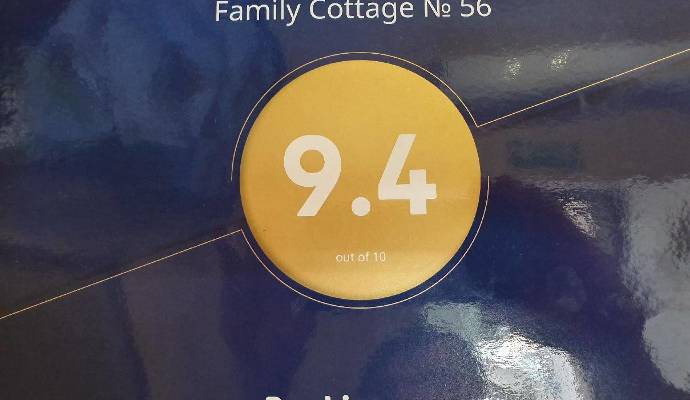 Family Cottage № 56
9.4
out of 10